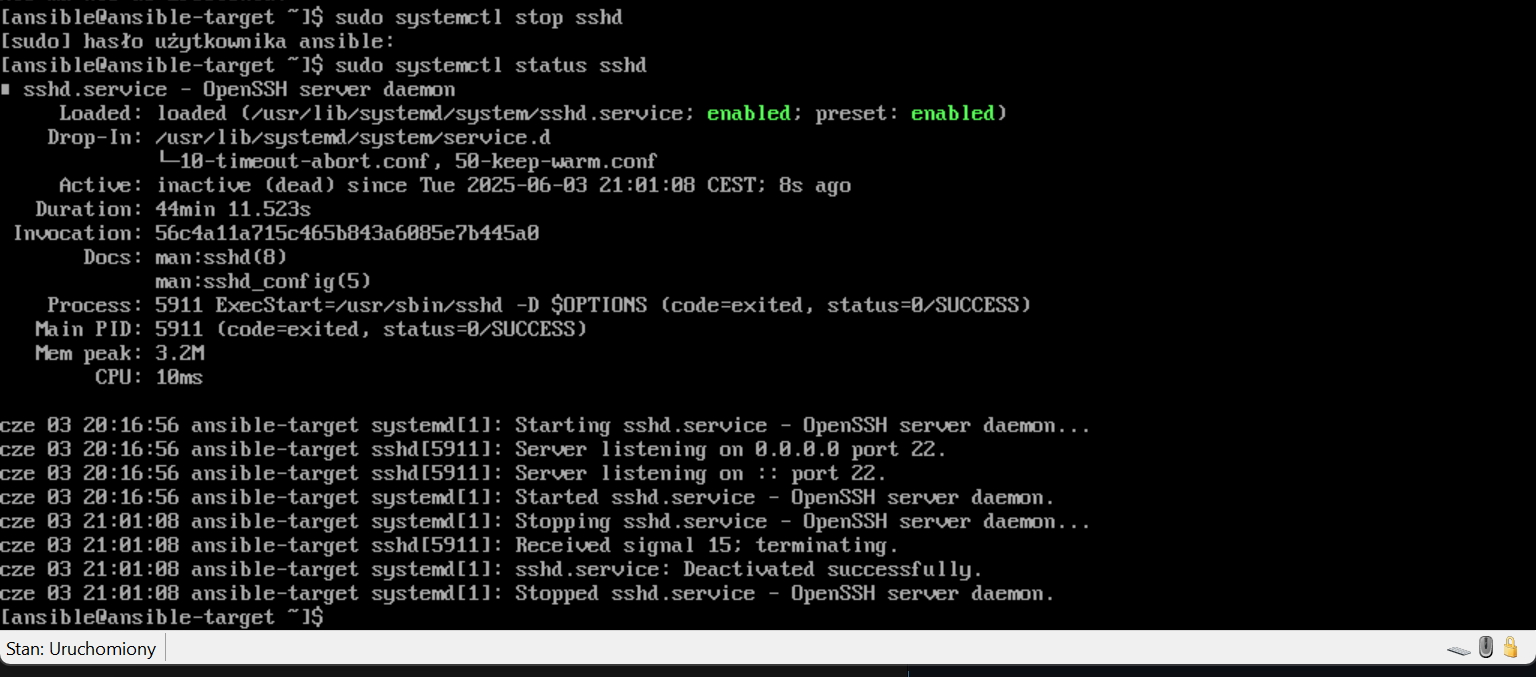 [ansible@ansible-target ~]$ sudo systemctl stop sshd
[sudo] hasło użytkownika ansible:
[ansible@ansible-target ~]$ sudo systemctl status sshd
sshd.service - OpenSSH server daemon
Loaded: loaded (/usr/lib/systemd/system/sshd.service; enabled; preset: enabled)
Drop-In: /usr/lib/systemd/system/service.d
└─10-timeout-abort.conf, 50-keep-warm.conf
Active: inactive (dead) since Tue 2025-06-03 21:01:08 CEST; 8s ago
Duration: 44min 11.523s
Invocation: 56c4a11a715c465b843a6085e7b445a0
Docs: man:sshd(8)
man:sshd_config(5)
Process: 5911 ExecStart=/usr/sbin/sshd -D $OPTIONS (code=exited, status=0/SUCCESS)
Main PID: 5911 (code=exited, status=0/SUCCESS)
Mem peak: 3.2M
CPU: 10ms
cze 03 20:16:56 ansible-target systemd[1]: Starting sshd.service - OpenSSH server daemon...
cze 03 20:16:56 ansible-target sshd[5911]: Server listening on 0.0.0.0 port 22.
cze 03 20:16:56 ansible-target sshd[5911]: Server listening on :: port 22.
cze 03 20:16:56 ansible-target systemd[1]: Started sshd.service - OpenSSH server daemon.
cze 03 21:01:08 ansible-target systemd[1]: Stopping sshd.service - OpenSSH server daemon...
cze 03 21:01:08 ansible-target sshd[5911]: Received signal 15; terminating.
cze 03 21:01:08 ansible-target systemd[1]: sshd.service: Deactivated successfully.
cze 03 21:01:08 ansible-target systemd[1]: Stopped sshd.service - OpenSSH server daemon.
[ansible@ansible-target ~]$
Stan: Uruchomiony